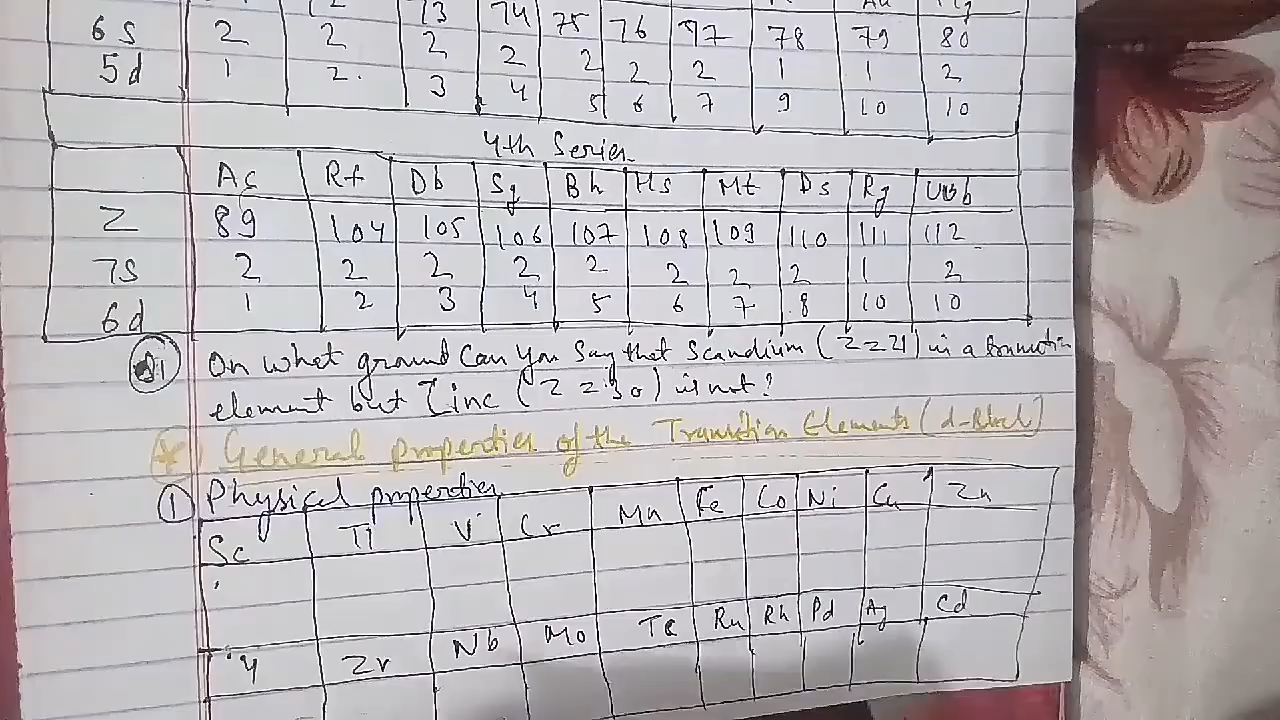 73 74 75 76 77 78 79 80
6s 2 2 2 2 2 2 2 1 1 2
5d 1 2. 3 4 5 6 7 9 10 10
4th Series
Ac Rf Db Sg Bh Hs Mt Ds Rg Uub
Z 89 104 105 106 107 108 109 110 111 112
7s 2 2 2 2 2 2 2 2 1 2
6d 1 2 3 4 5 6 7 8 10 10
Q1 On what ground can you say that Scandium (Z=21) is a transition
element but Zinc (Z=30) is not?
* General properties of the Transition Elements (d-Block)
① Physical properties
Sc Ti V Cr Mn Fe Co Ni Cu Zn
Y Zr Nb Mo Tc Ru Rh Pd Ag Cd